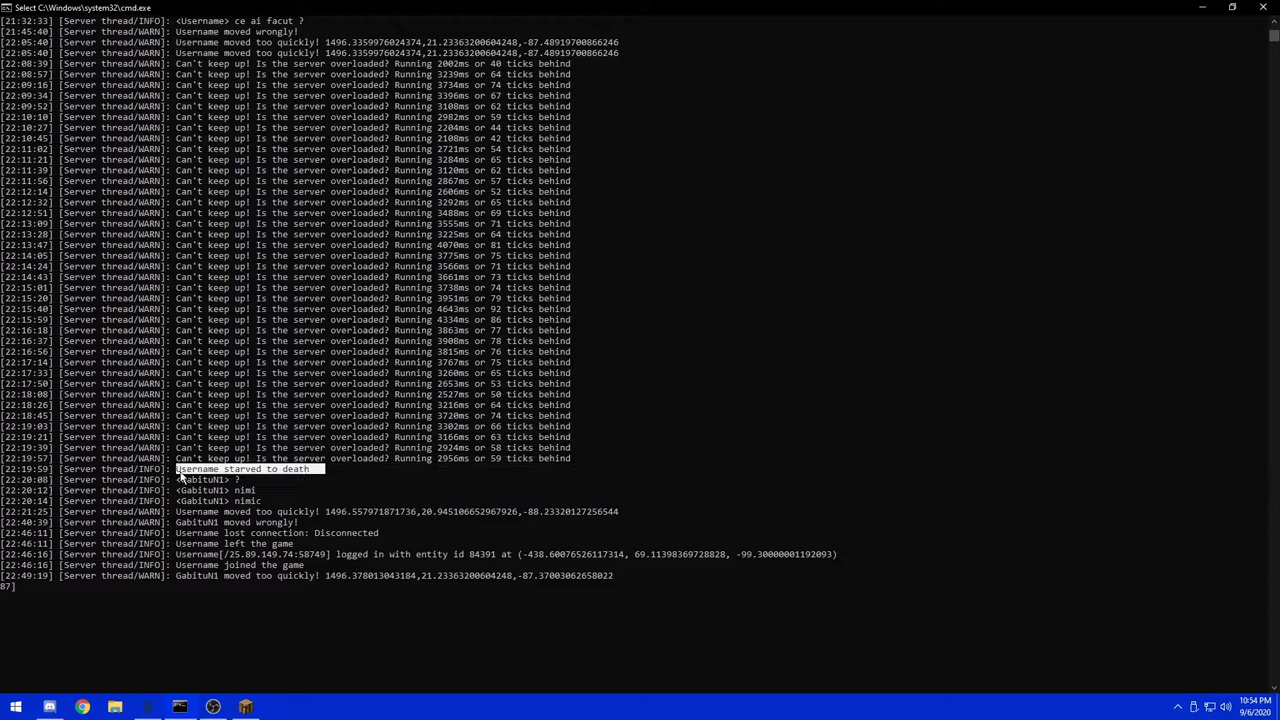 Select C:\Windows\system32\cmd.exe
[21:32:33] [Server thread/INFO]: <Username> ce ai facut ?
[21:45:40] [Server thread/WARN]: Username moved wrongly!
[22:05:40] [Server thread/WARN]: Username moved too quickly! 1496.3359976024374,21.23363200604248,-87.48919700866246
[22:05:40] [Server thread/WARN]: Username moved too quickly! 1496.3359976024374,21.23363200604248,-87.48919700866246
[22:08:39] [Server thread/WARN]: Can't keep up! Is the server overloaded? Running 2002ms or 40 ticks behind
[22:08:57] [Server thread/WARN]: Can't keep up! Is the server overloaded? Running 3239ms or 64 ticks behind
[22:09:16] [Server thread/WARN]: Can't keep up! Is the server overloaded? Running 3734ms or 74 ticks behind
[22:09:34] [Server thread/WARN]: Can't keep up! Is the server overloaded? Running 3396ms or 67 ticks behind
[22:09:52] [Server thread/WARN]: Can't keep up! Is the server overloaded? Running 3108ms or 62 ticks behind
[22:10:10] [Server thread/WARN]: Can't keep up! Is the server overloaded? Running 2982ms or 59 ticks behind
[22:10:27] [Server thread/WARN]: Can't keep up! Is the server overloaded? Running 2204ms or 44 ticks behind
[22:10:45] [Server thread/WARN]: Can't keep up! Is the server overloaded? Running 2108ms or 42 ticks behind
[22:11:02] [Server thread/WARN]: Can't keep up! Is the server overloaded? Running 2721ms or 54 ticks behind
[22:11:21] [Server thread/WARN]: Can't keep up! Is the server overloaded? Running 3284ms or 65 ticks behind
[22:11:39] [Server thread/WARN]: Can't keep up! Is the server overloaded? Running 3120ms or 62 ticks behind
[22:11:56] [Server thread/WARN]: Can't keep up! Is the server overloaded? Running 2867ms or 57 ticks behind
[22:12:14] [Server thread/WARN]: Can't keep up! Is the server overloaded? Running 2606ms or 52 ticks behind
[22:12:32] [Server thread/WARN]: Can't keep up! Is the server overloaded? Running 3292ms or 65 ticks behind
[22:12:51] [Server thread/WARN]: Can't keep up! Is the server overloaded? Running 3488ms or 69 ticks behind
[22:13:09] [Server thread/WARN]: Can't keep up! Is the server overloaded? Running 3555ms or 71 ticks behind
[22:13:28] [Server thread/WARN]: Can't keep up! Is the server overloaded? Running 3225ms or 64 ticks behind
[22:13:47] [Server thread/WARN]: Can't keep up! Is the server overloaded? Running 4070ms or 81 ticks behind
[22:14:05] [Server thread/WARN]: Can't keep up! Is the server overloaded? Running 3775ms or 75 ticks behind
[22:14:24] [Server thread/WARN]: Can't keep up! Is the server overloaded? Running 3566ms or 71 ticks behind
[22:14:43] [Server thread/WARN]: Can't keep up! Is the server overloaded? Running 3661ms or 73 ticks behind
[22:15:01] [Server thread/WARN]: Can't keep up! Is the server overloaded? Running 3738ms or 74 ticks behind
[22:15:20] [Server thread/WARN]: Can't keep up! Is the server overloaded? Running 3951ms or 79 ticks behind
[22:15:40] [Server thread/WARN]: Can't keep up! Is the server overloaded? Running 4643ms or 92 ticks behind
[22:15:59] [Server thread/WARN]: Can't keep up! Is the server overloaded? Running 4334ms or 86 ticks behind
[22:16:18] [Server thread/WARN]: Can't keep up! Is the server overloaded? Running 3863ms or 77 ticks behind
[22:16:37] [Server thread/WARN]: Can't keep up! Is the server overloaded? Running 3908ms or 78 ticks behind
[22:16:56] [Server thread/WARN]: Can't keep up! Is the server overloaded? Running 3815ms or 76 ticks behind
[22:17:14] [Server thread/WARN]: Can't keep up! Is the server overloaded? Running 3767ms or 75 ticks behind
[22:17:33] [Server thread/WARN]: Can't keep up! Is the server overloaded? Running 3260ms or 65 ticks behind
[22:17:50] [Server thread/WARN]: Can't keep up! Is the server overloaded? Running 2653ms or 53 ticks behind
[22:18:08] [Server thread/WARN]: Can't keep up! Is the server overloaded? Running 2527ms or 50 ticks behind
[22:18:26] [Server thread/WARN]: Can't keep up! Is the server overloaded? Running 3216ms or 64 ticks behind
[22:18:45] [Server thread/WARN]: Can't keep up! Is the server overloaded? Running 3720ms or 74 ticks behind
[22:19:03] [Server thread/WARN]: Can't keep up! Is the server overloaded? Running 3302ms or 66 ticks behind
[22:19:21] [Server thread/WARN]: Can't keep up! Is the server overloaded? Running 3166ms or 63 ticks behind
[22:19:39] [Server thread/WARN]: Can't keep up! Is the server overloaded? Running 2924ms or 58 ticks behind
[22:19:57] [Server thread/WARN]: Can't keep up! Is the server overloaded? Running 2956ms or 59 ticks behind
[22:19:59] [Server thread/INFO]: Username starved to death
[22:20:08] [Server thread/INFO]: <GabituN1> ?
[22:20:12] [Server thread/INFO]: <GabituN1> nimi
[22:20:14] [Server thread/INFO]: <GabituN1> nimic
[22:21:25] [Server thread/WARN]: Username moved too quickly! 1496.557971871736,20.945106652967926,-88.23320127256544
[22:40:39] [Server thread/WARN]: GabituN1 moved wrongly!
[22:46:11] [Server thread/INFO]: Username lost connection: Disconnected
[22:46:11] [Server thread/INFO]: Username left the game
[22:46:16] [Server thread/INFO]: Username[/25.89.149.74:58749] logged in with entity id 84391 at (-438.60076526117314, 69.11398369728828, -99.30000001192093)
[22:46:16] [Server thread/INFO]: Username joined the game
[22:49:19] [Server thread/WARN]: GabituN1 moved too quickly! 1496.378013043184,21.23363200604248,-87.37003062658022
87]
10:54 PM
9/6/2020